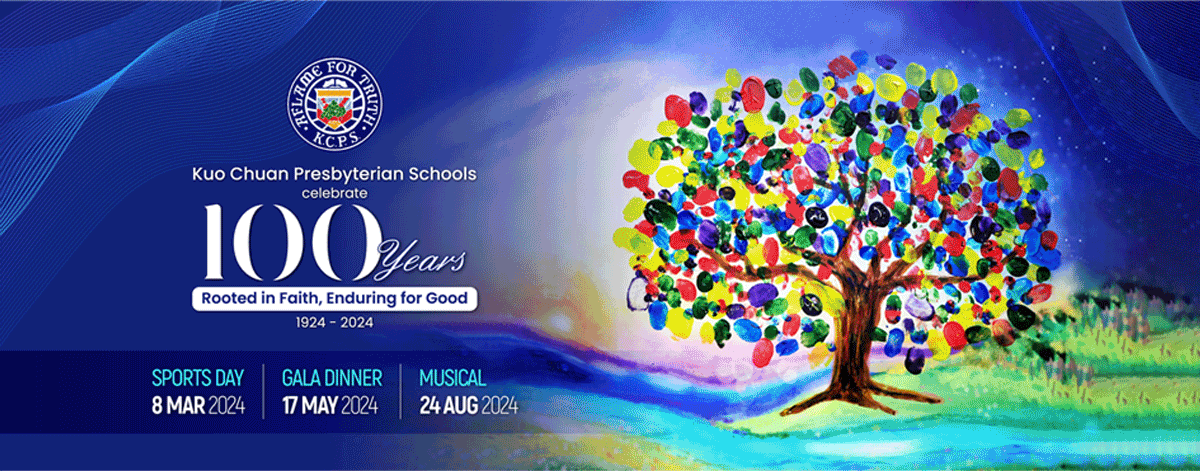 AFLAME FOR TRUTH
K.C.P.S.
Kuo Chuan Presbyterian Schools
celebrate
100 Years
Rooted in Faith, Enduring for Good
1924 - 2024
SPORTS DAY
8 MAR 2024
GALA DINNER
17 MAY 2024
MUSICAL
24 AUG 2024